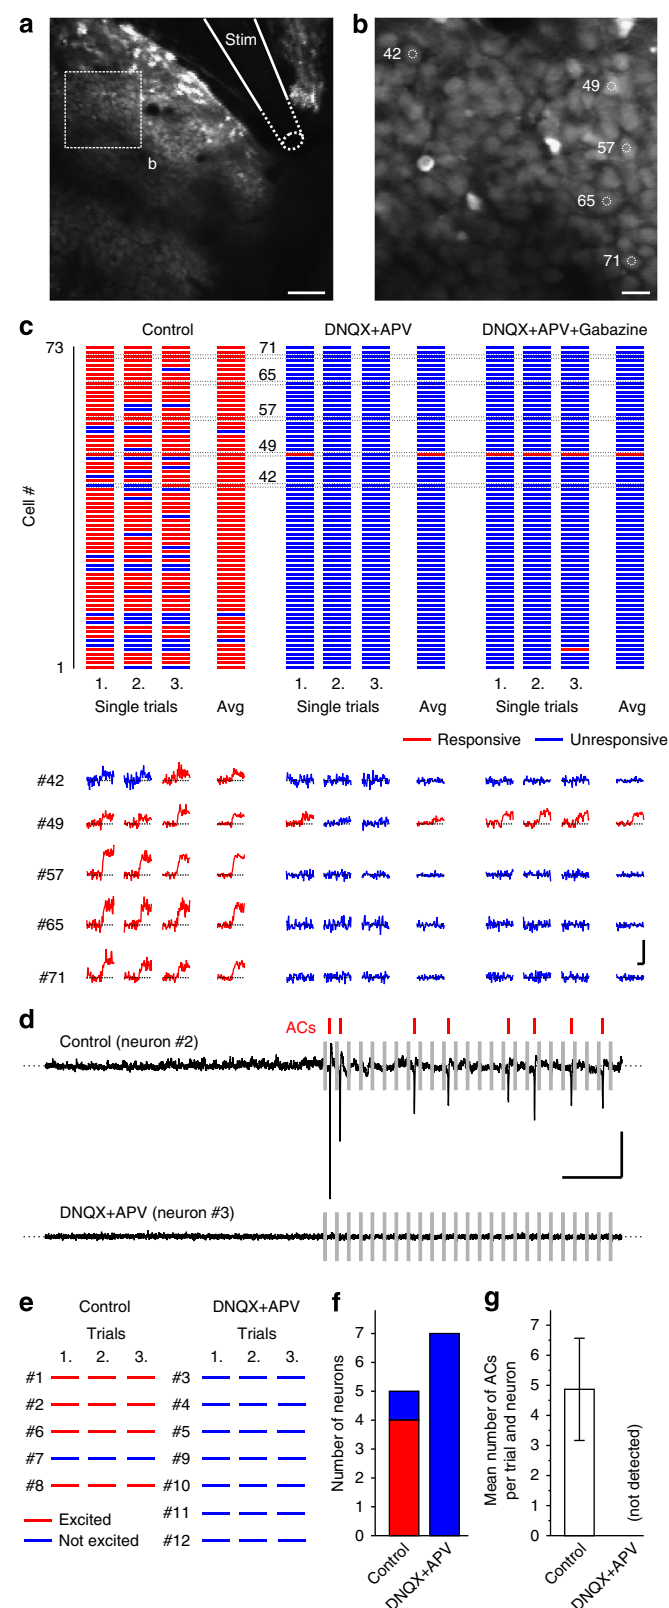 a
b
Stim
b
42
49
57
65
71
c
Control
DNQX+APV
DNQX+APV+Gabazine
73
71
65
57
49
42
Cell #
1
1. 2. 3.
1. 2. 3.
1. 2. 3.
Single trials Avg
Single trials Avg
Single trials Avg
Responsive Unresponsive
#42
#49
#57
#65
#71
d
ACs
Control (neuron #2)
DNQX+APV (neuron #3)
e
Control
DNQX+APV
Trials
Trials
1. 2. 3.
1. 2. 3.
#1
#2
#6
#7
#8
#3
#4
#5
#9
#10
#11
#12
Excited
Not excited
f
Number of neurons
7
6
5
4
3
2
1
0
Control
DNQX+APV
g
Mean number of ACs
per trial and neuron
7
6
5
4
3
2
1
0
(not detected)
Control
DNQX+APV